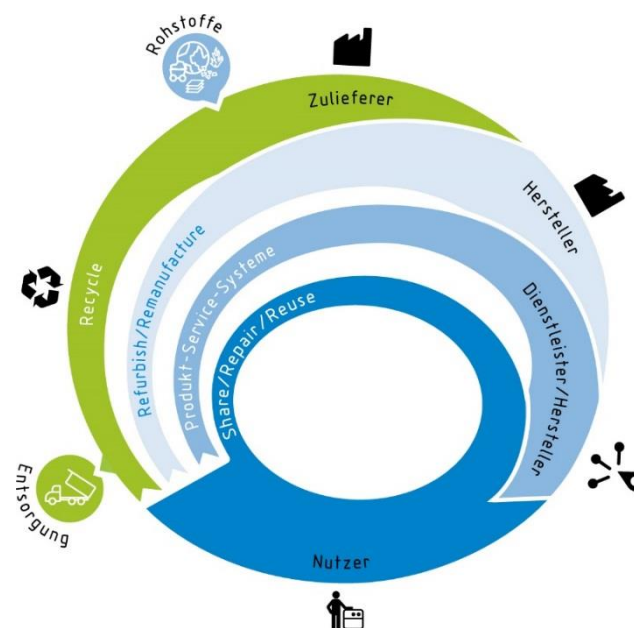 Rohstoffe
Zulieferer
Hersteller
Recycle
Refurbish/Remanufacture
Produkt-Service-Systeme
Share/Repair/Reuse
Dienstleister/Hersteller
Entsorgung
Nutzer